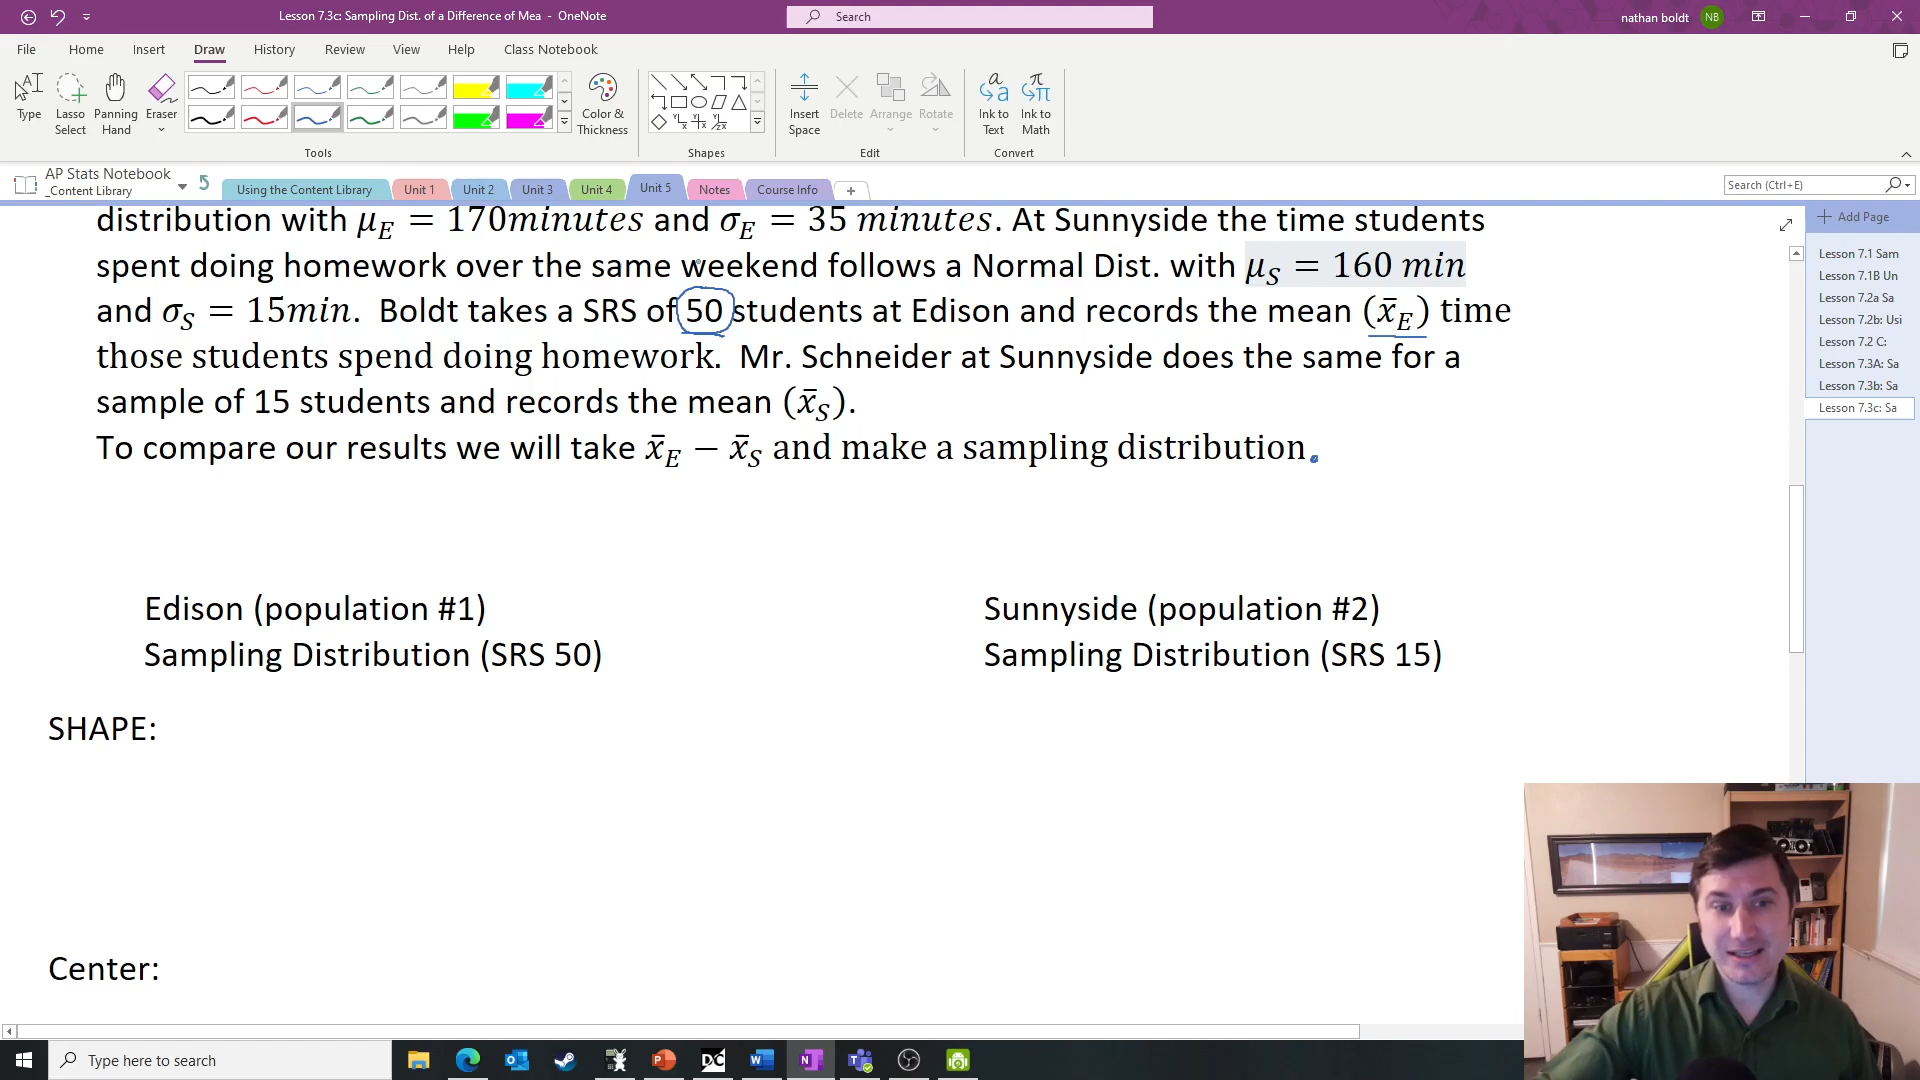 Lesson 7.3c: Sampling Dist. of a Difference of Mea - OneNote
Search
nathan boldt
NB
File Home Insert Draw History Review View Help Class Notebook
Type
Lasso Select
Panning Hand
Eraser
Color & Thickness
Insert Space
Delete
Arrange
Rotate
Ink to Text
Ink to Math
Tools
Shapes
Edit
Convert
AP Stats Notebook
_Content Library
Using the Content Library Unit 1 Unit 2 Unit 3 Unit 4 Unit 5 Notes Course Info
Search (Ctrl+E)
Add Page
Lesson 7.1 Sam
Lesson 7.1B Un
Lesson 7.2a Sa
Lesson 7.2b: Usi
Lesson 7.2 C:
Lesson 7.3A: Sa
Lesson 7.3b: Sa
Lesson 7.3c: Sa
distribution with μ_E = 170minutes and σ_E = 35 minutes. At Sunnyside the time students
spent doing homework over the same weekend follows a Normal Dist. with μ_S = 160 min
and σ_S = 15min. Boldt takes a SRS of 50 students at Edison and records the mean (x̄_E) time
those students spend doing homework. Mr. Schneider at Sunnyside does the same for a
sample of 15 students and records the mean (x̄_S).
To compare our results we will take x̄_E − x̄_S and make a sampling distribution.
Edison (population #1)
Sampling Distribution (SRS 50)
Sunnyside (population #2)
Sampling Distribution (SRS 15)
SHAPE:
Center:
Type here to search